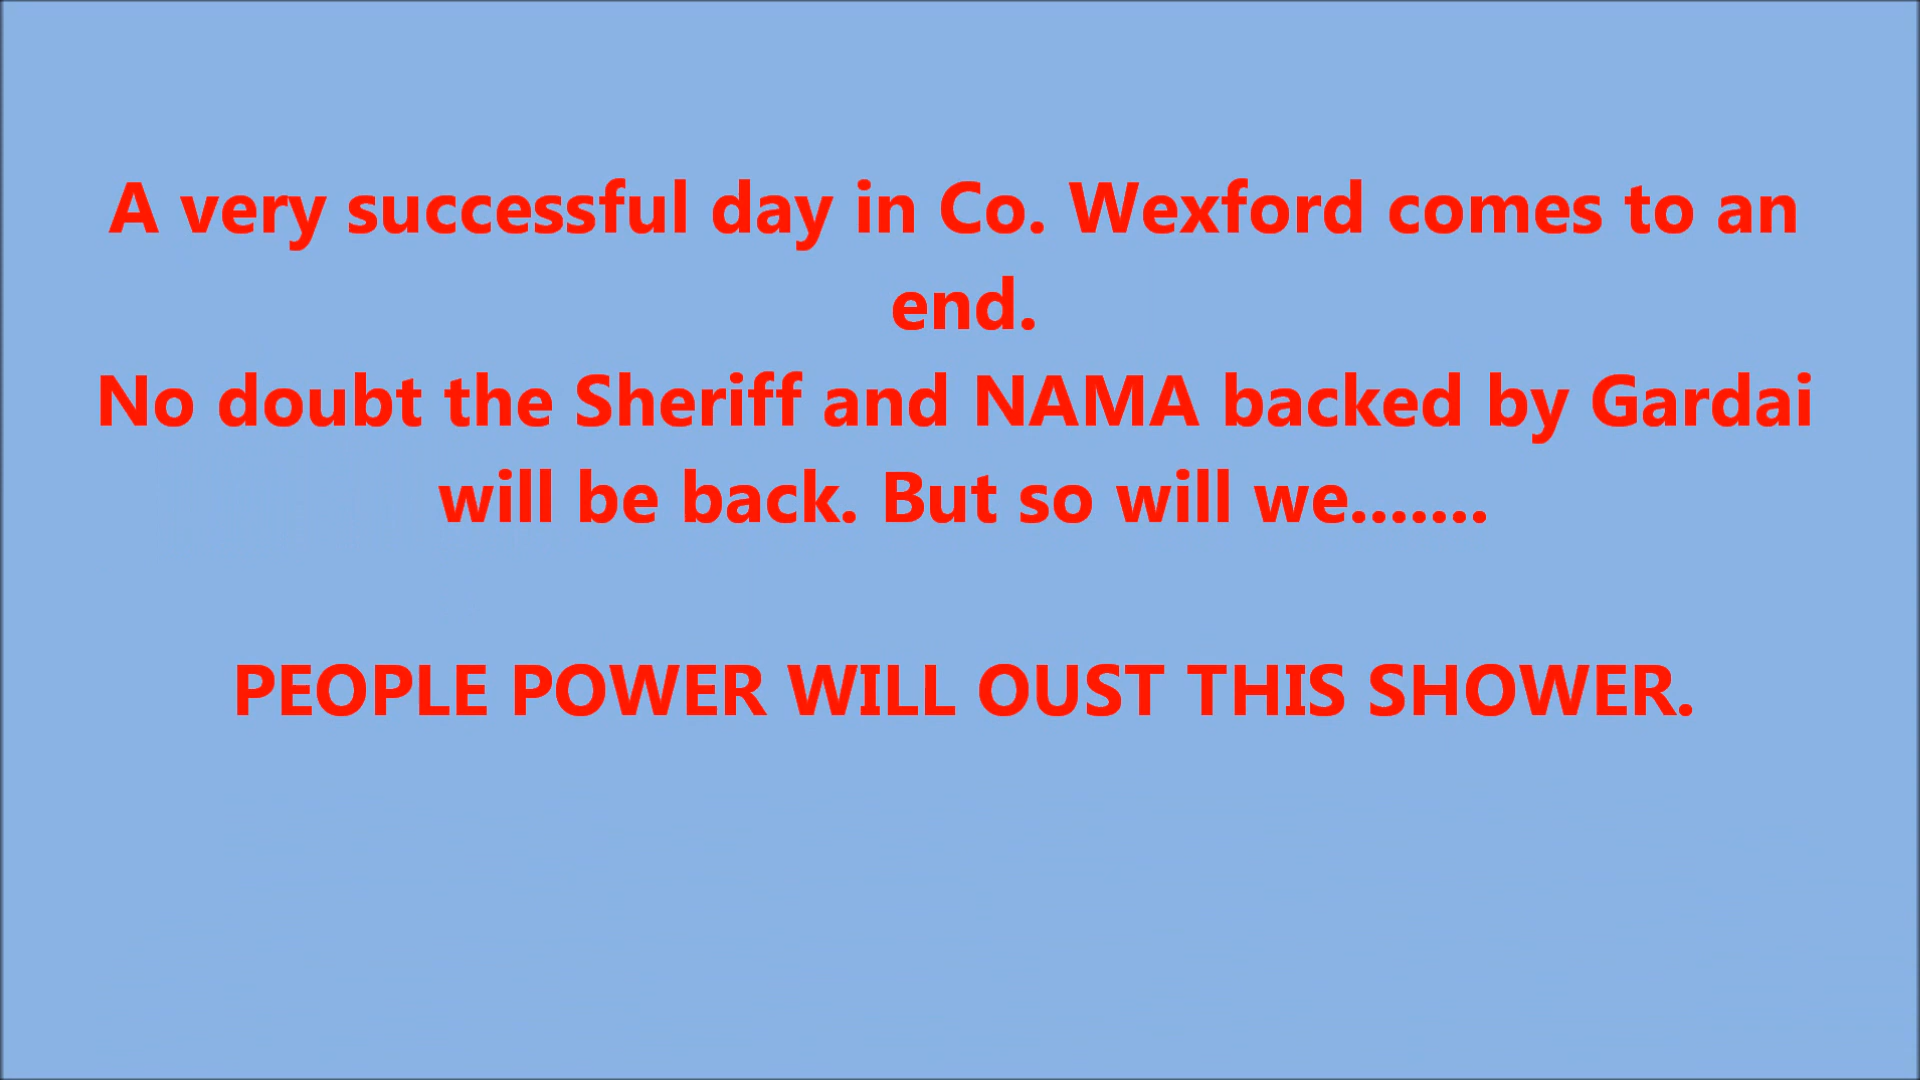 A very successful day in Co. Wexford comes to an
end.
No doubt the Sheriff and NAMA backed by Gardai
will be back. But so will we.......
PEOPLE POWER WILL OUST THIS SHOWER.